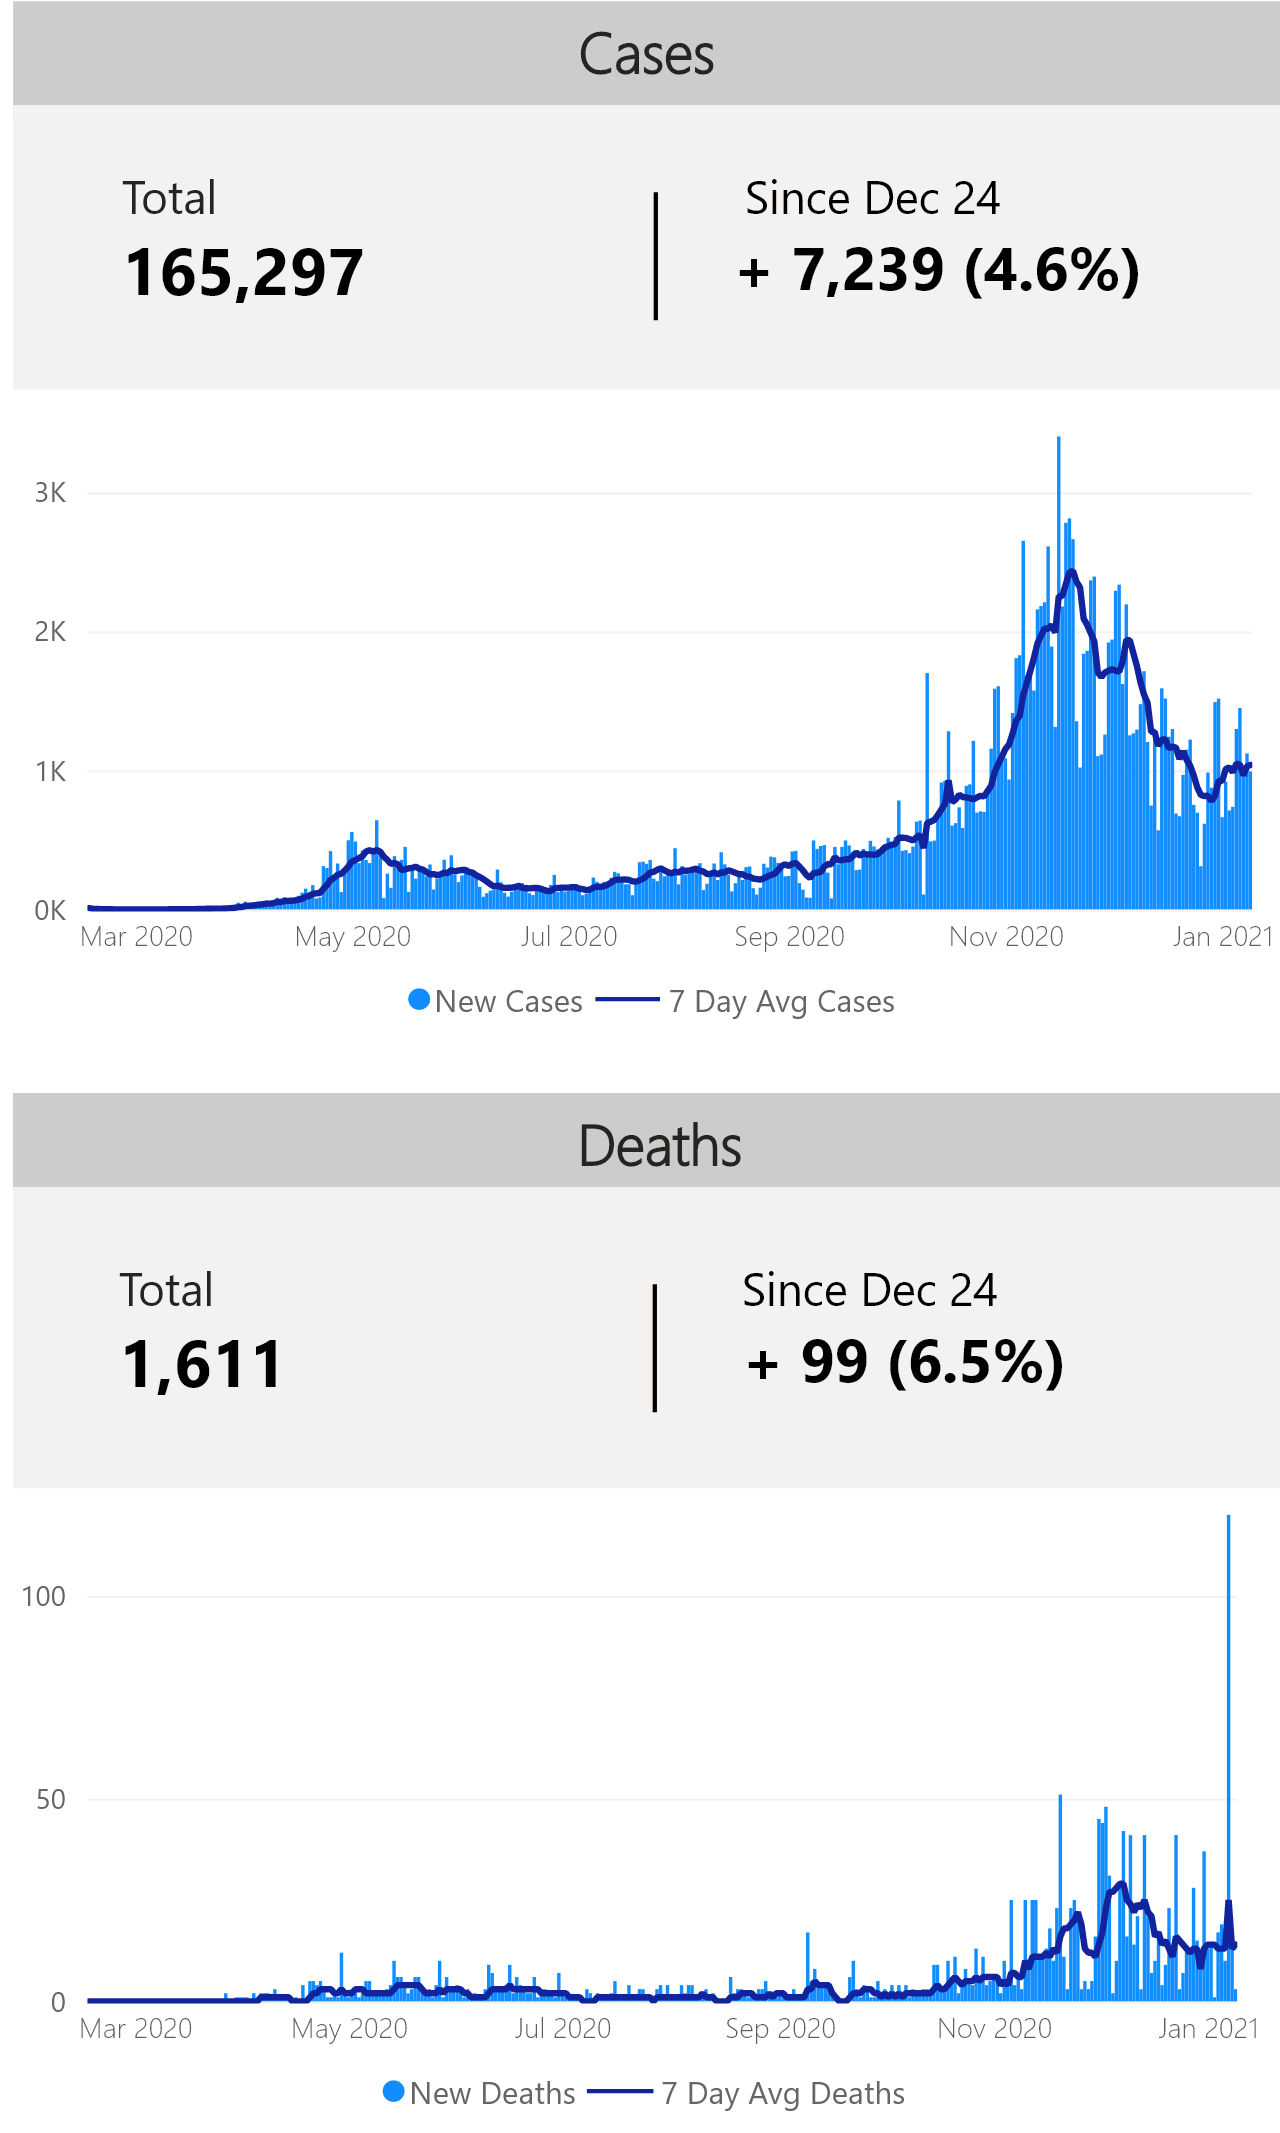 Cases
Total
Since Dec 24
165,297
+ 7,239 (4.6%)
3K
2K
1K
0K
Mar 2020
May 2020
Jul 2020
Sep 2020
Nov 2020
Jan 2021
New Cases
7 Day Avg Cases
Deaths
Total
Since Dec 24
1,611
+ 99 (6.5%)
100
50
0
Mar 2020
May 2020
Jul 2020
Sep 2020
Nov 2020
Jan 2021
New Deaths
7 Day Avg Deaths